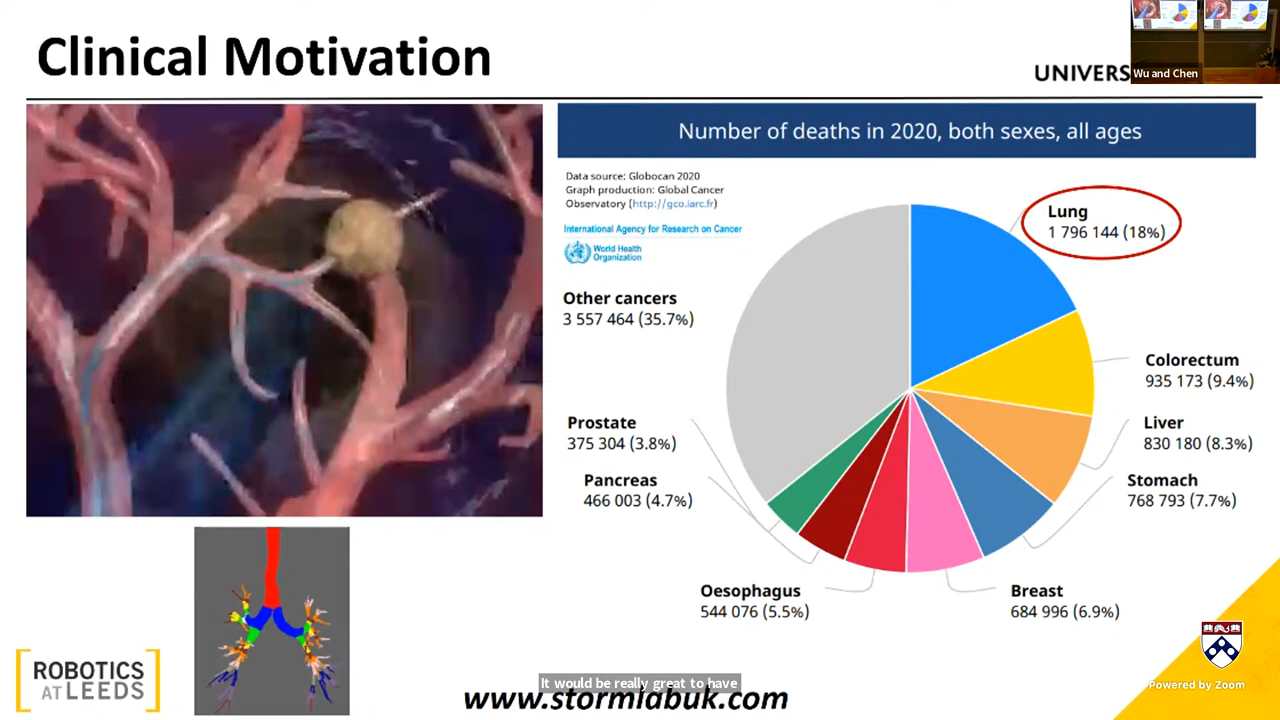 Clinical Motivation
UNIVERS
Wu and Chen
Number of deaths in 2020, both sexes, all ages
Data source: Globocan 2020
Graph production: Global Cancer
Observatory (http://gco.iarc.fr)
International Agency for Research on Cancer
World Health
Organization
Lung
1 796 144 (18%)
Other cancers
3 557 464 (35.7%)
Colorectum
935 173 (9.4%)
Prostate
375 304 (3.8%)
Liver
830 180 (8.3%)
Pancreas
466 003 (4.7%)
Stomach
768 793 (7.7%)
Oesophagus
544 076 (5.5%)
Breast
684 996 (6.9%)
ROBOTICS
AT LEEDS
It would be really great to have
www.stormlabuk.com
Powered by Zoom